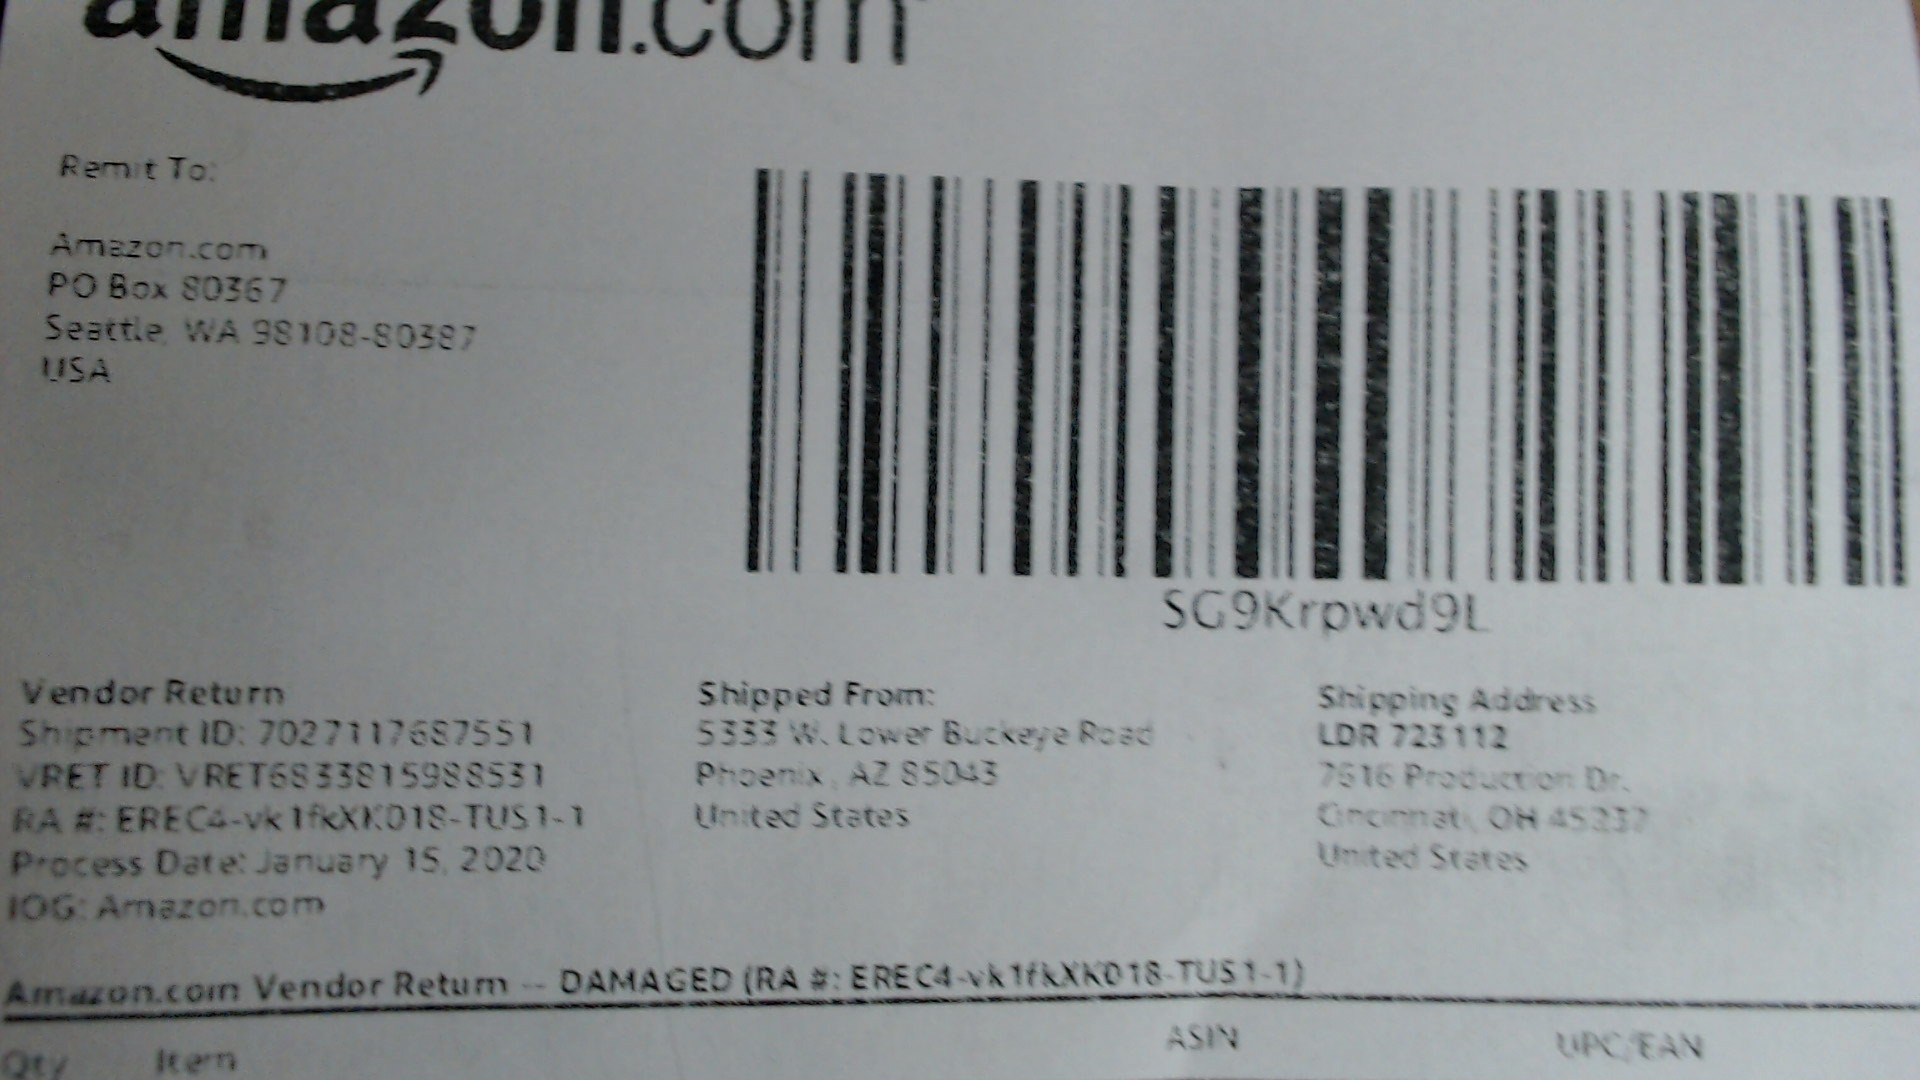 amazon.com
Remit To:
Amazon.com
PO Box 80367
Seattle, WA 98108-80387
USA
SG9Krpwd9L
Vendor Return
Shipment ID: 7027117687551
VRET ID: VRET6833815988531
RA #: EREC4-vk1fkXK018-TUS1-1
Process Date: January 15, 2020
IOG: Amazon.com
Shipped From:
5333 W. Lower Buckeye Road
Phoenix, AZ 85043
United States
Shipping Address
LDR 723112
7616 Production Dr.
Cincinnati, OH 45237
United States
Amazon.com Vendor Return -- DAMAGED (RA #: EREC4-vk1fkXK018-TUS1-1)
Qty Item ASIN UPC/EAN